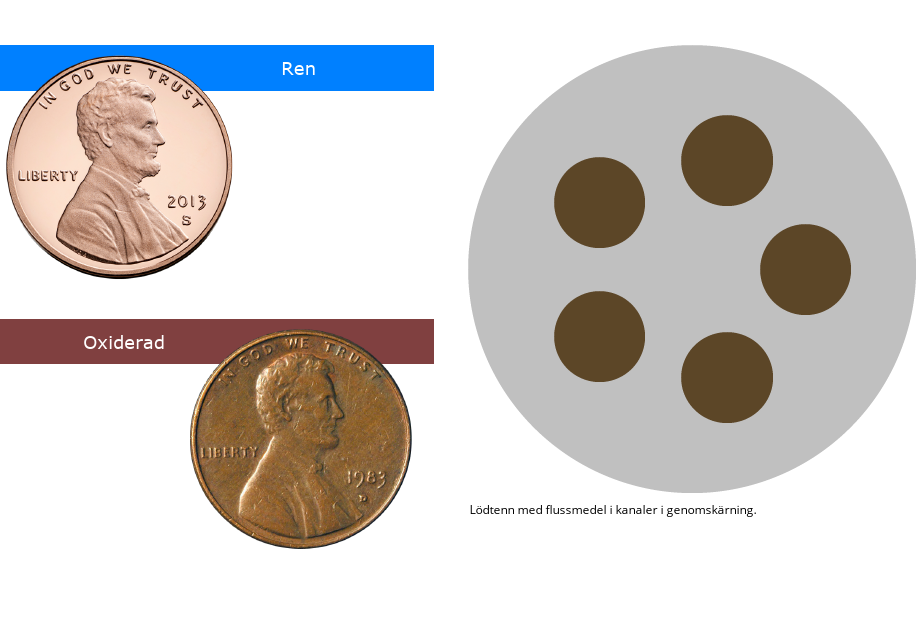 Ren
IN GOD WE TRUST
LIBERTY
2013
S
Oxiderad
IN GOD WE TRUST
LIBERTY
1983
D
Lödtenn med flussmedel i kanaler i genomskärning.